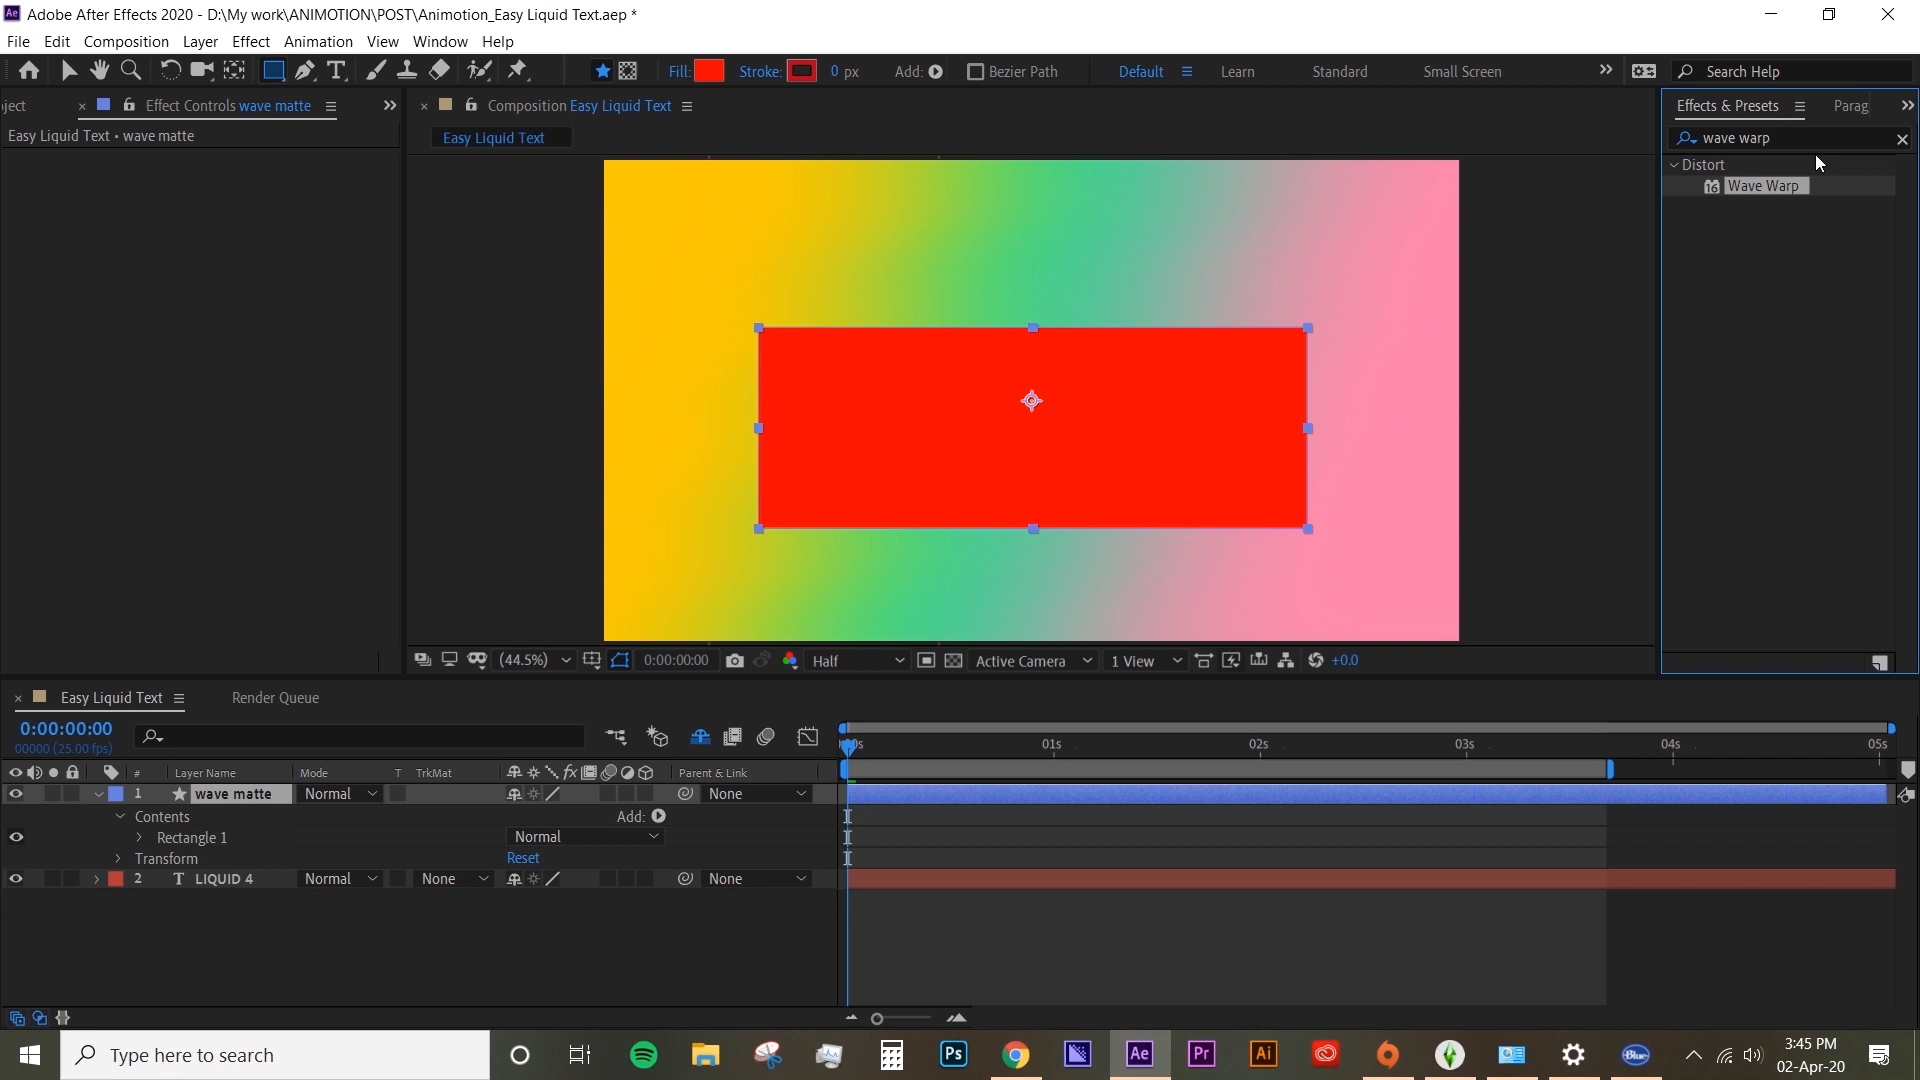 Adobe After Effects 2020 - D:\My work\ANIMOTION\POST\Animotion_Easy Liquid Text.aep *
File Edit Composition Layer Effect Animation View Window Help
Fill: Stroke: 0 px Add: Bezier Path Default Learn Standard Small Screen Search Help
ject Effect Controls wave matte Composition Easy Liquid Text Effects & Presets Parag
Easy Liquid Text • wave matte
Easy Liquid Text
wave warp
Distort
16 Wave Warp
(44.5%) 0:00:00:00 Half Active Camera 1 View +0.0
Easy Liquid Text Render Queue
0:00:00:00
00000 (25.00 fps)
01s 02s 03s 04s 05s
# Layer Name Mode T TrkMat Parent & Link
1 wave matte Normal None
Contents Add:
Rectangle 1 Normal
Transform Reset
2 T LIQUID 4 Normal None None
Type here to search
Ps Ae Pr Ai Blue
3:45 PM
02-Apr-20